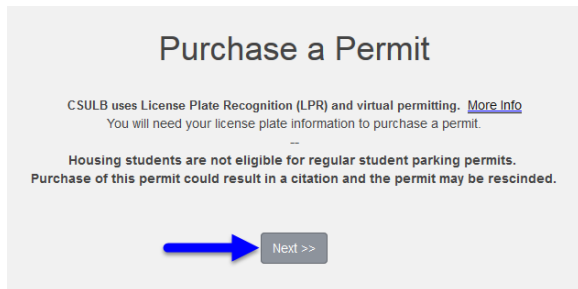 Purchase a Permit
CSULB uses License Plate Recognition (LPR) and virtual permitting. More Info
You will need your license plate information to purchase a permit.
--
Housing students are not eligible for regular student parking permits.
Purchase of this permit could result in a citation and the permit may be rescinded.
Next >>